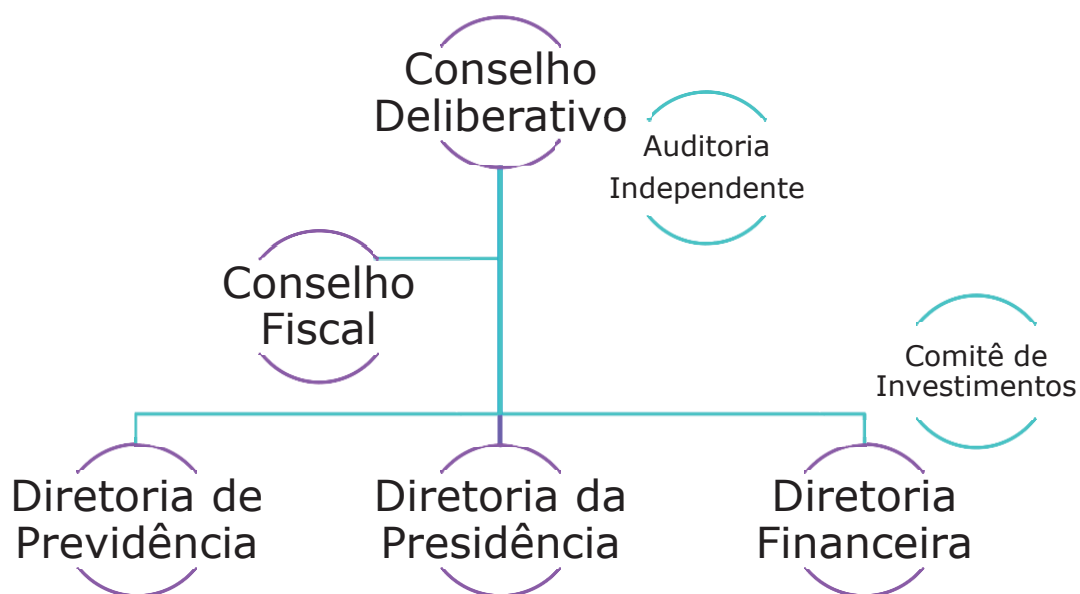 Conselho
Deliberativo
Auditoria
Independente
Conselho
Fiscal
Comitê de
Investimentos
Diretoria de
Previdência
Diretoria da
Presidência
Diretoria
Financeira